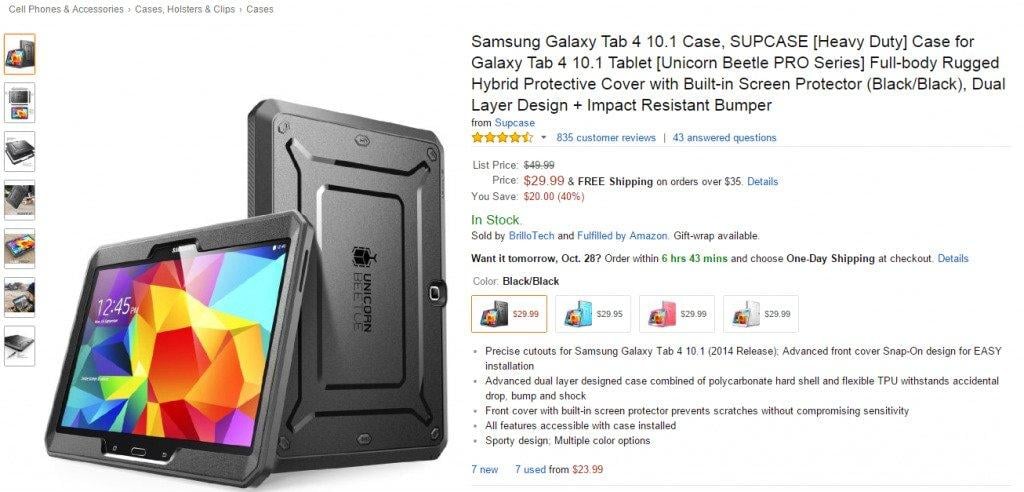 Cell Phones & Accessories › Cases, Holsters & Clips › Cases
Samsung Galaxy Tab 4 10.1 Case, SUPCASE [Heavy Duty] Case for
Galaxy Tab 4 10.1 Tablet [Unicorn Beetle PRO Series] Full-body Rugged
Hybrid Protective Cover with Built-in Screen Protector (Black/Black), Dual
Layer Design + Impact Resistant Bumper
from Supcase
835 customer reviews | 43 answered questions
List Price: $49.99
Price: $29.99 & FREE Shipping on orders over $35. Details
You Save: $20.00 (40%)
In Stock.
Sold by BrilloTech and Fulfilled by Amazon. Gift-wrap available.
Want it tomorrow, Oct. 28? Order within 6 hrs 43 mins and choose One-Day Shipping at checkout. Details
Color: Black/Black
$29.99 $29.95 $29.99 $29.99
• Precise cutouts for Samsung Galaxy Tab 4 10.1 (2014 Release); Advanced front cover Snap-On design for EASY
installation
• Advanced dual layer designed case combined of polycarbonate hard shell and flexible TPU withstands accidental
drop, bump and shock
• Front cover with built-in screen protector prevents scratches without compromising sensitivity
• All features accessible with case installed
• Sporty design; Multiple color options
7 new 7 used from $23.99
UNICORN
BEETLE
SAMSUNG
12:45 PM